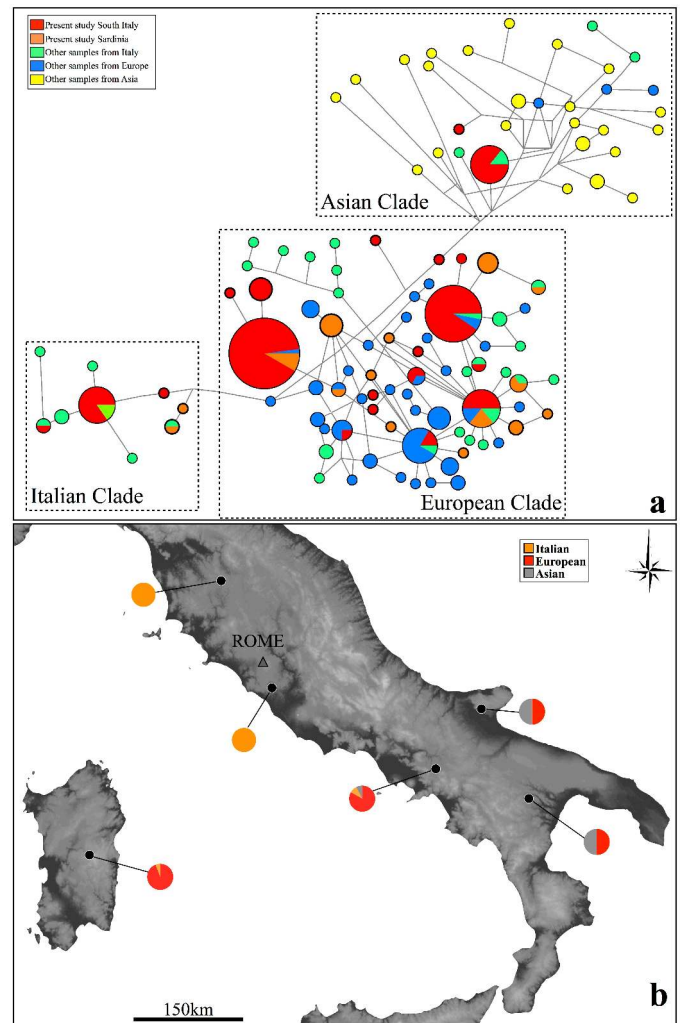 Present study South Italy
Present study Sardinia
Other samples from Italy
Other samples from Europe
Other samples from Asia
Asian Clade
Italian Clade
European Clade
a
Italian
European
Asian
ROME
150km
b